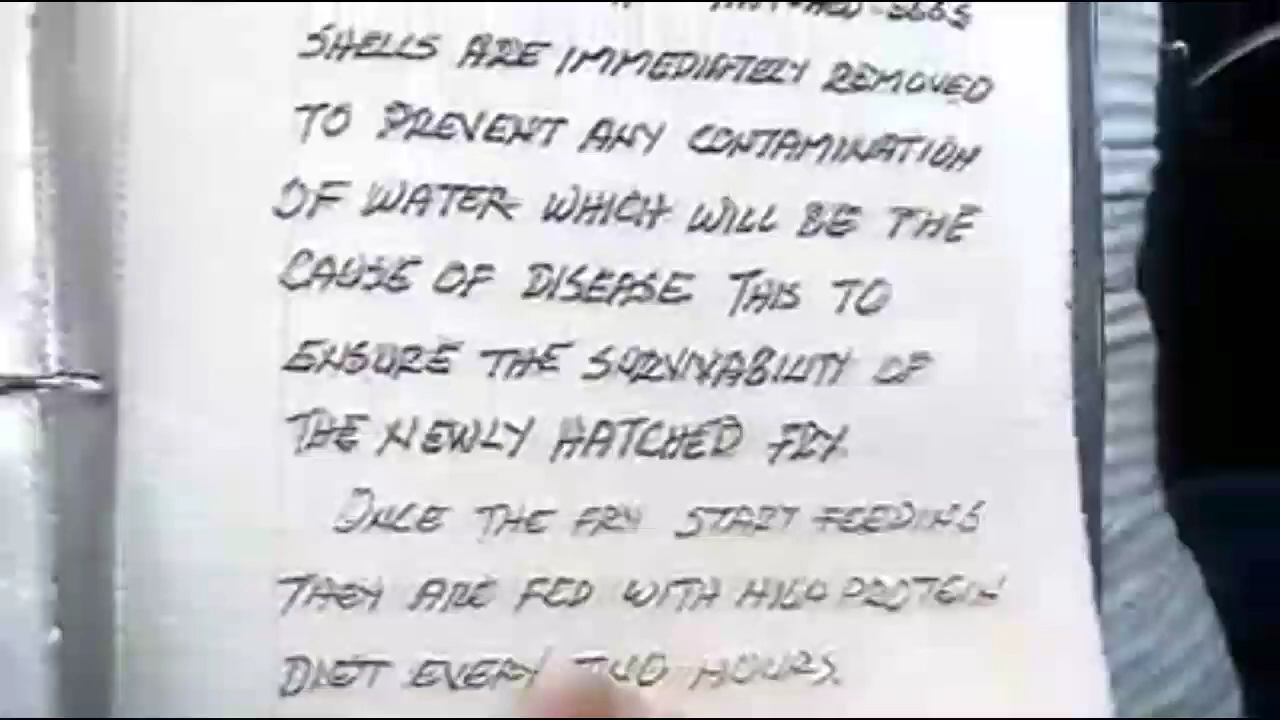 HATCHED EGGS
SHELLS ARE IMMEDIATELY REMOVED
TO PREVENT ANY CONTAMINATION
OF WATER WHICH WILL BE THE
CAUSE OF DISEASE THIS TO
ENSURE THE SURVIVABILITY OF
THE NEWLY HATCHED FRY.
ONCE THE FRY START FEEDING
THEY ARE FED WITH HIGH PROTEIN
DIET EVERY TWO HOURS.